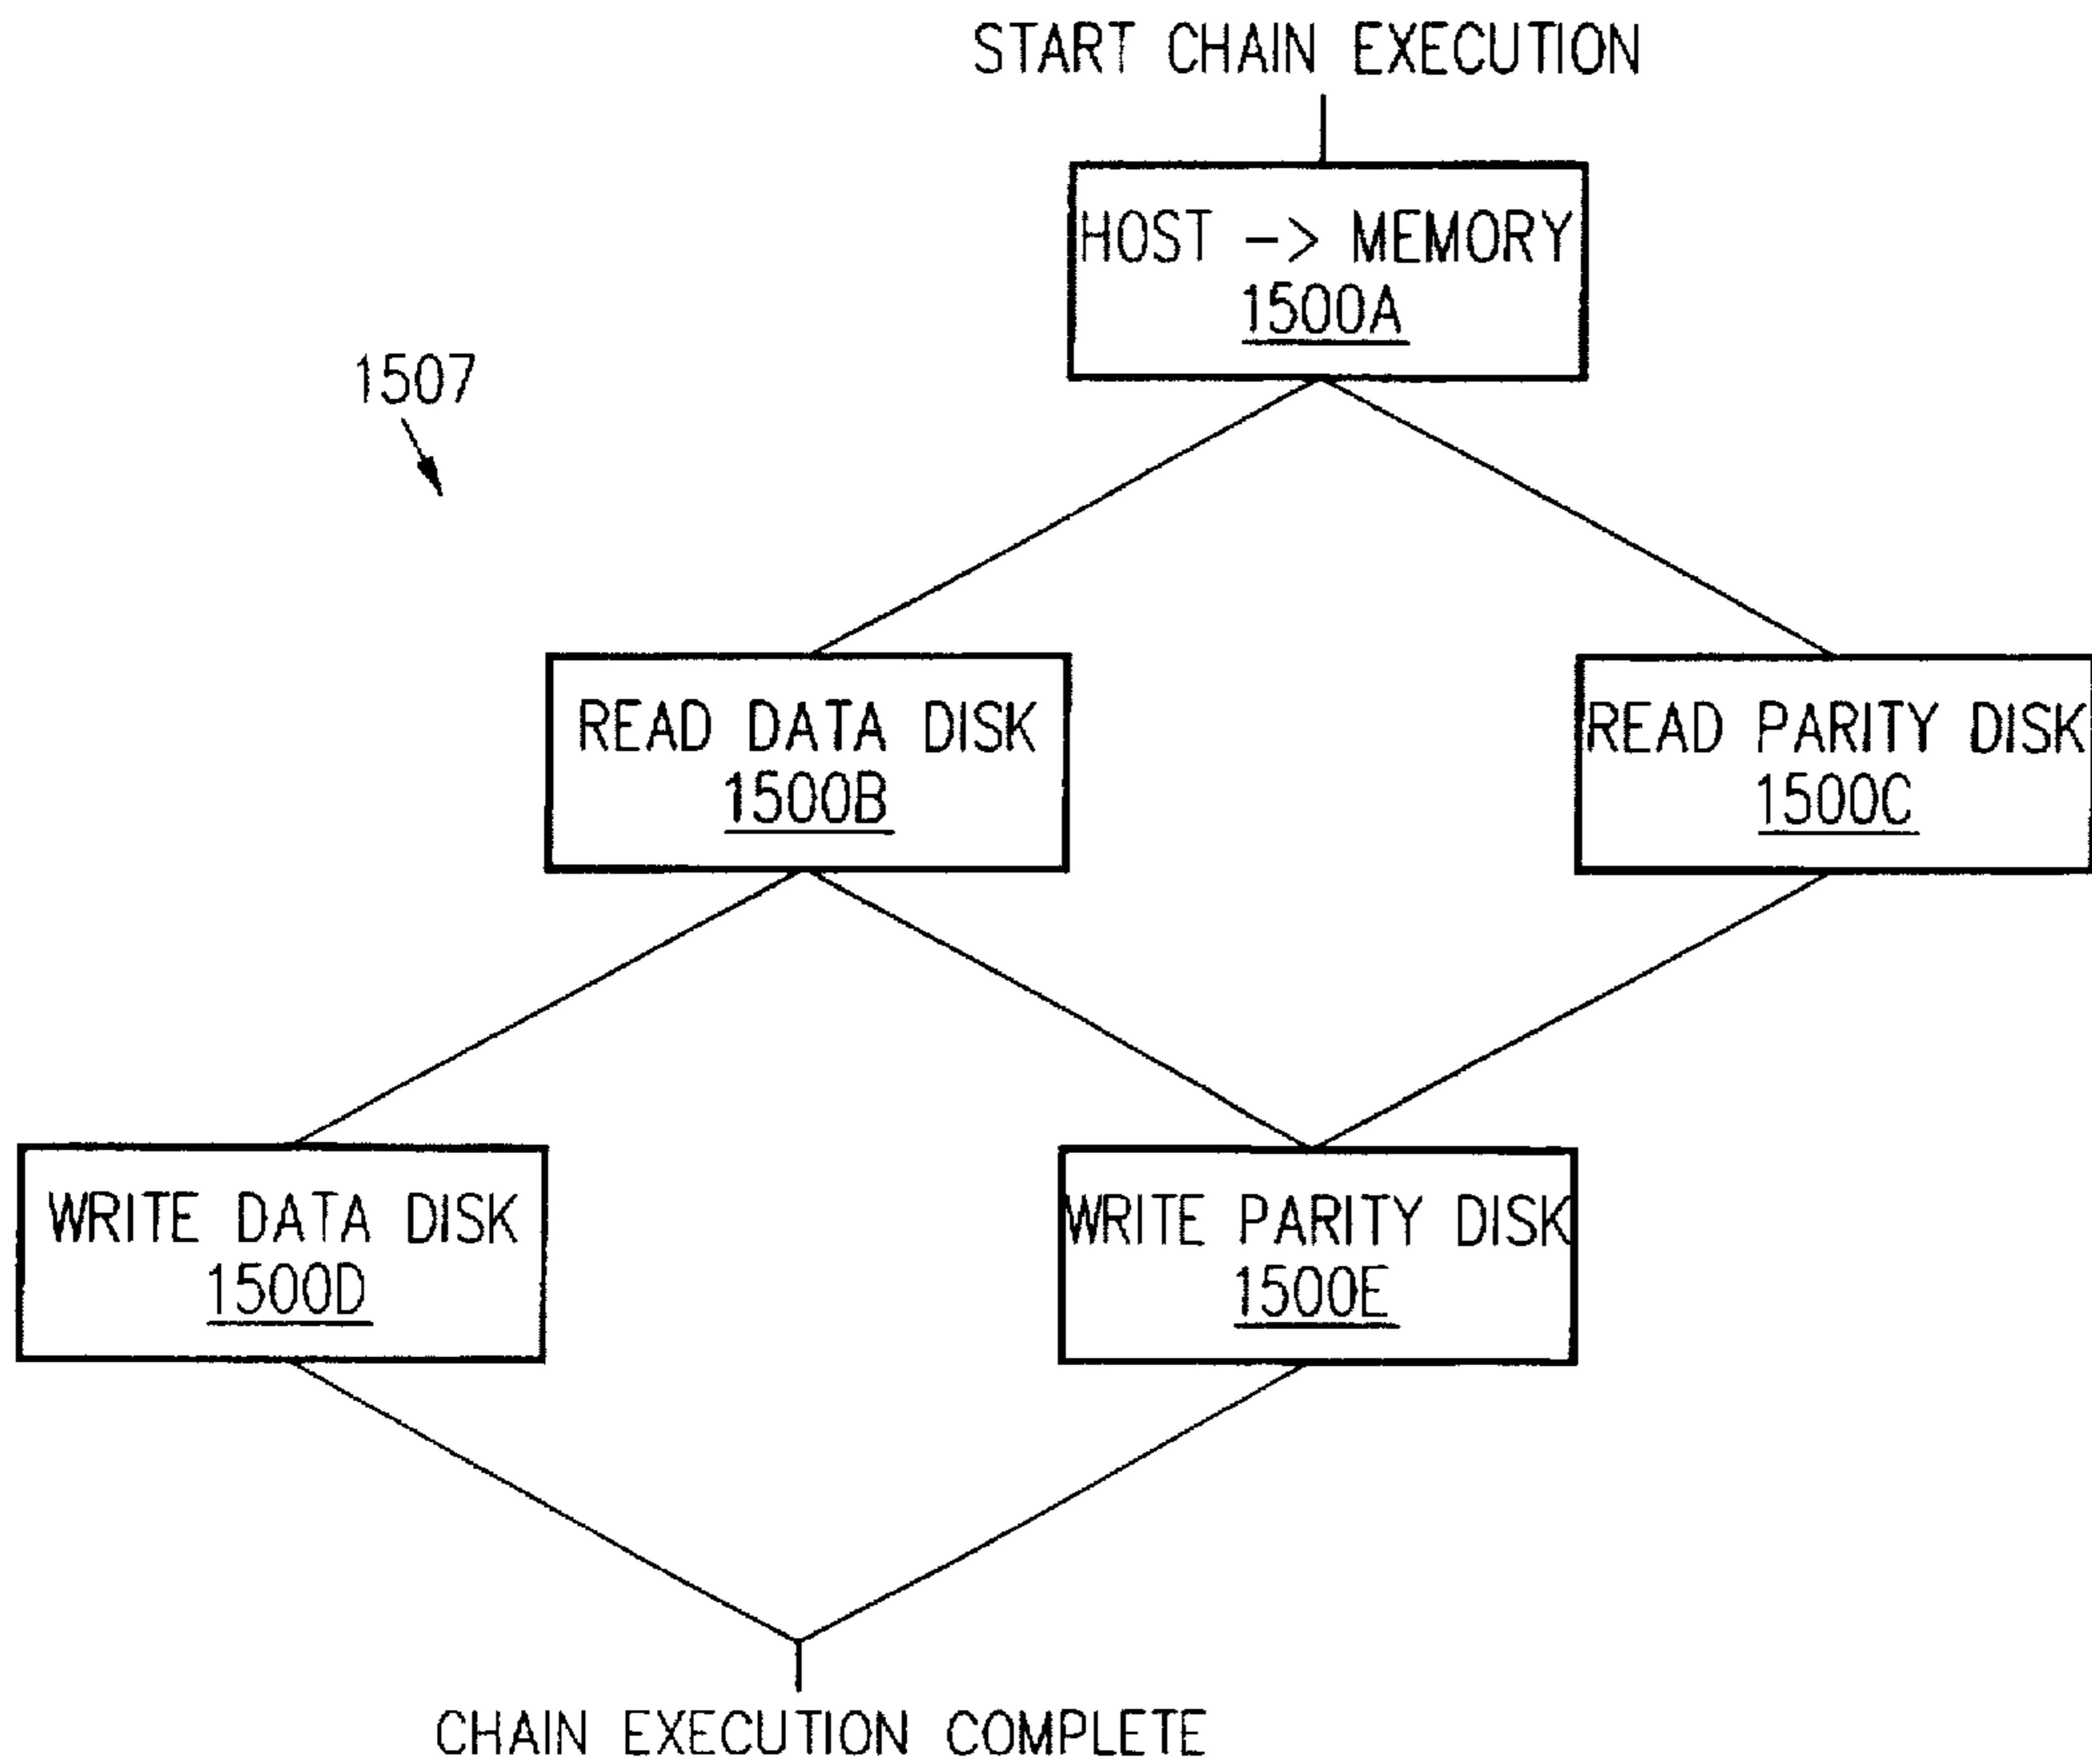 START CHAIN EXECUTION
HOST -> MEMORY
1500A
1507
READ DATA DISK
1500B
READ PARITY DISK
1500C
WRITE DATA DISK
1500D
WRITE PARITY DISK
1500E
CHAIN EXECUTION COMPLETE